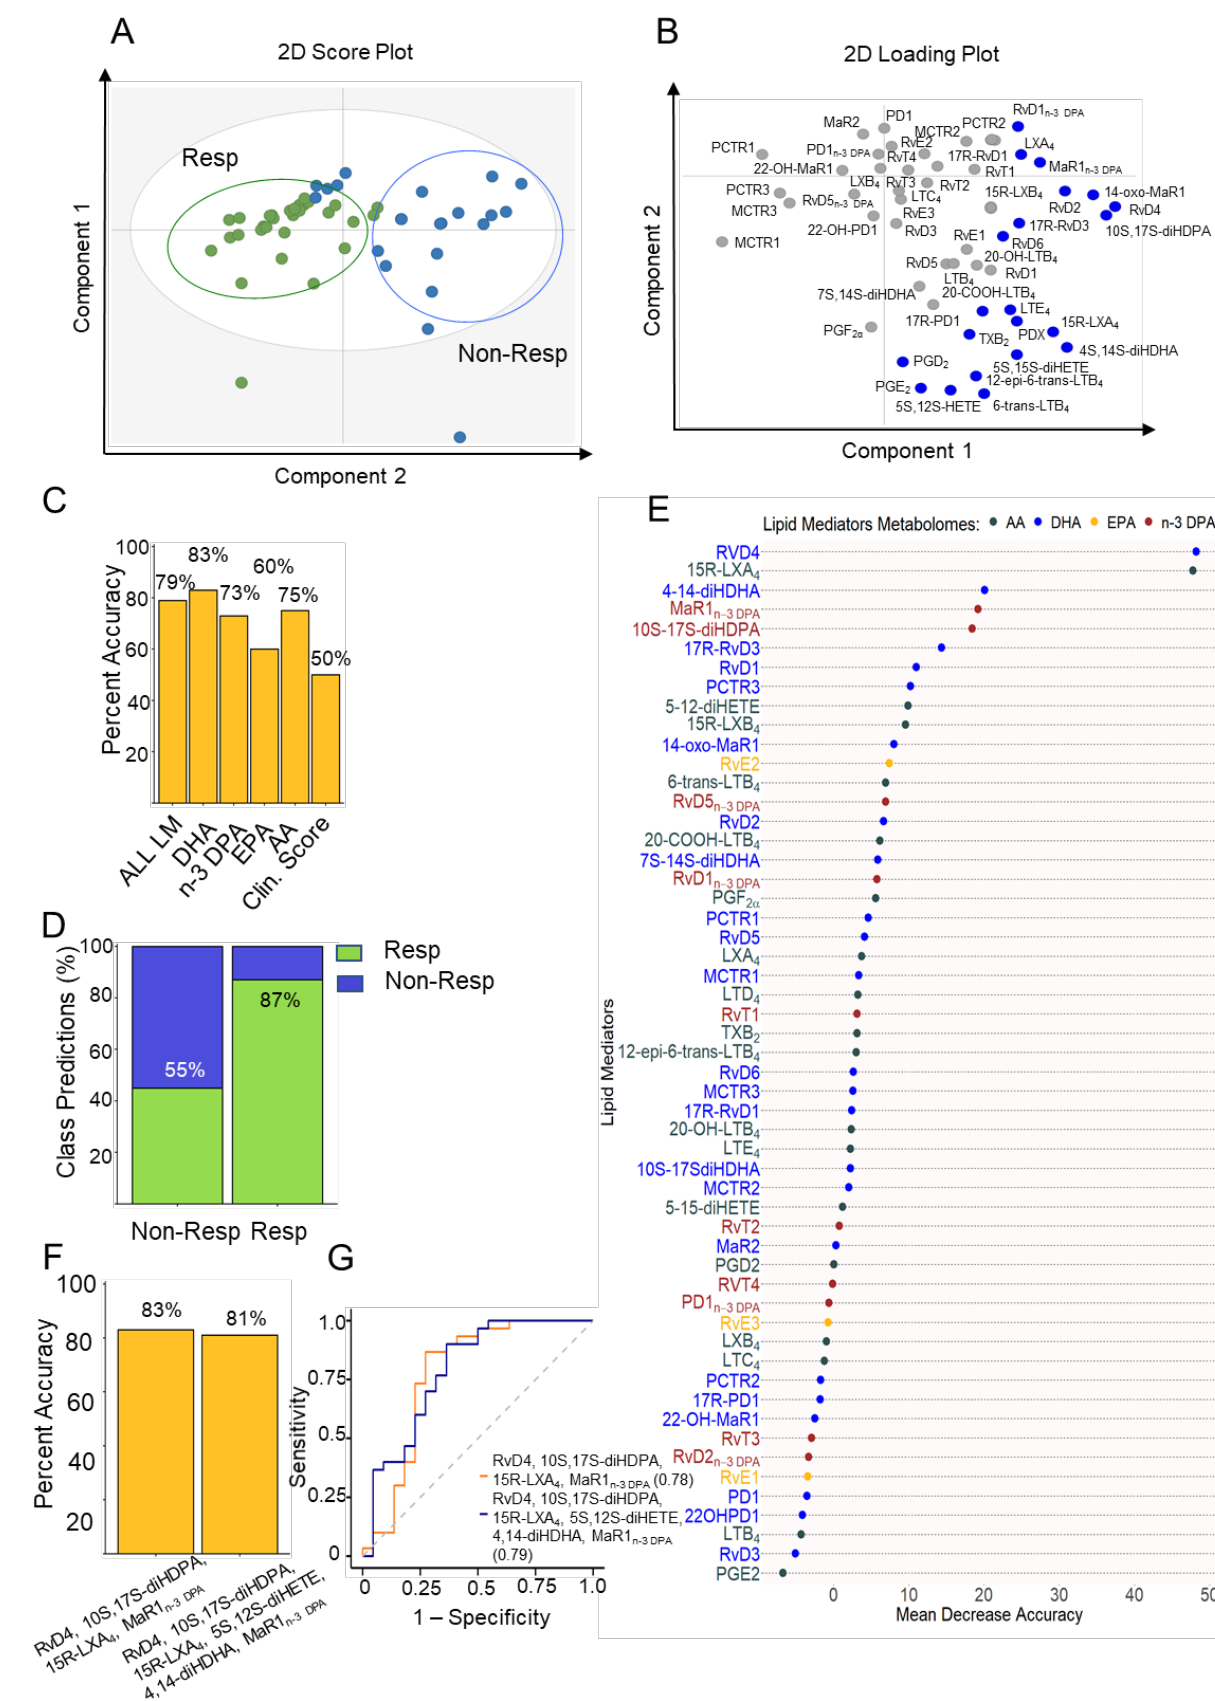 A
2D Score Plot
Resp
Non-Resp
Component 1
Component 2
B
2D Loading Plot
RvD1n-3 DPA
PD1
MaR2
MCTR2
PCTR2
RvE2
LXA4
PCTR1
PD1n-3 DPA
RvT4
17R-RvD1
MaR1n-3 DPA
22-OH-MaR1
RvT1
LXB4
RvT3
RvT2
PCTR3
15R-LXB4
14-oxo-MaR1
RvD5n-3 DPA
LTC4
MCTR3
RvE3
RvD2
RvD4
22-OH-PD1
RvD3
17R-RvD3
10S,17S-diHDPA
MCTR1
RvE1
RvD6
20-OH-LTB4
RvD5
LTB4
RvD1
7S,14S-diHDHA
20-COOH-LTB4
17R-PD1
LTE4
15R-LXA4
PGF2α
TXB2
PDX
4S,14S-diHDHA
PGD2
5S,15S-diHETE
PGE2
12-epi-6-trans-LTB4
5S,12S-HETE
6-trans-LTB4
Component 2
Component 1
C
Percent Accuracy
100
80
60
40
20
79%
83%
73%
60%
75%
50%
ALL LM
DHA
n-3 DPA
EPA
AA
Clin. Score
D
Class Predictions (%)
100
80
60
40
20
55%
87%
Resp
Non-Resp
Non-Resp
Resp
E
Lipid Mediators Metabolomes: AA DHA EPA n-3 DPA
Lipid Mediators
RVD4
15R-LXA4
4-14-diHDHA
MaR1n-3 DPA
10S-17S-diHDPA
17R-RvD3
RvD1
PCTR3
5-12-diHETE
15R-LXB4
14-oxo-MaR1
RvE2
6-trans-LTB4
RvD5n-3 DPA
RvD2
20-COOH-LTB4
7S-14S-diHDHA
RvD1n-3 DPA
PGF2α
PCTR1
RvD5
LXA4
MCTR1
LTD4
RvT1
TXB2
12-epi-6-trans-LTB4
RvD6
MCTR3
17R-RvD1
20-OH-LTB4
LTE4
10S-17SdiHDHA
MCTR2
5-15-diHETE
RvT2
MaR2
PGD2
RVT4
PD1n-3 DPA
RvE3
LXB4
LTC4
PCTR2
17R-PD1
22-OH-MaR1
RvT3
RvD2n-3 DPA
RvE1
PD1
22OHPD1
LTB4
RvD3
PGE2
0 10 20 30 40 50
Mean Decrease Accuracy
F
Percent Accuracy
100
80
60
40
20
83%
81%
RvD4, 10S,17S-diHDPA,
15R-LXA4, MaR1n-3 DPA
RvD4, 10S,17S-diHDPA,
15R-LXA4, 5S,12S-diHETE,
4,14-diHDHA, MaR1n-3 DPA
G
Sensitivity
1.0
0.75
0.5
0.25
0
RvD4, 10S,17S-diHDPA,
15R-LXA4, MaR1n-3 DPA (0.78)
RvD4, 10S,17S-diHDPA,
15R-LXA4, 5S,12S-diHETE,
4,14-diHDHA, MaR1n-3 DPA
(0.79)
0 0.25 0.5 0.75 1.0
1 – Specificity